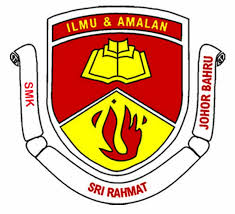 ILMU & AMALAN
SMK
SRI RAHMAT
JOHOR BAHRU